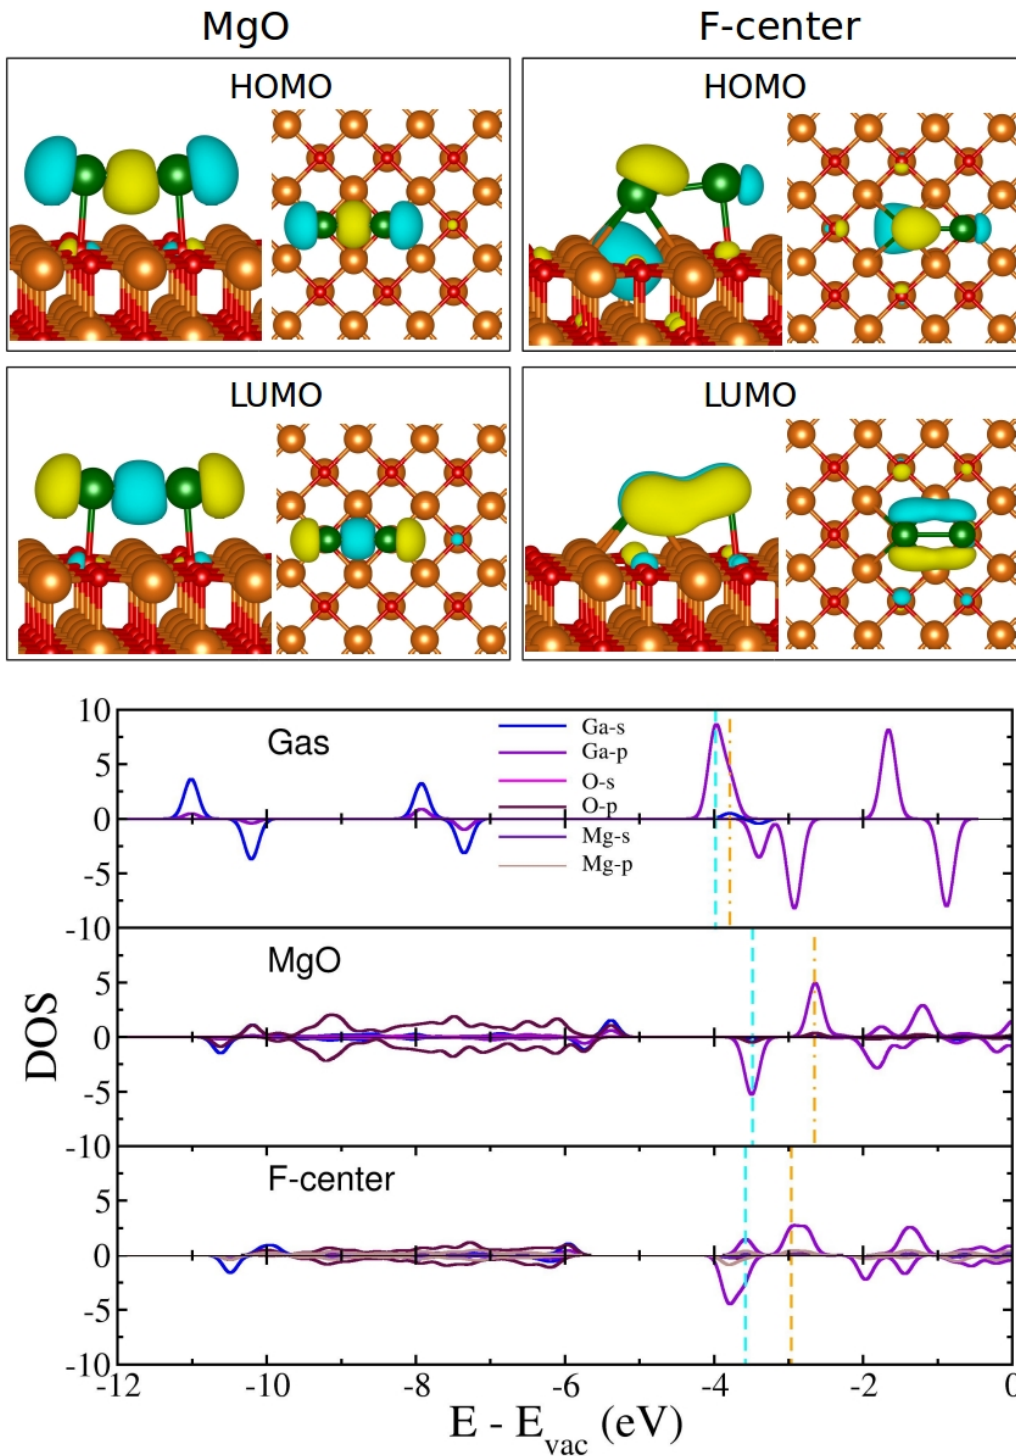 MgO F-center
HOMO HOMO
LUMO LUMO
10
Gas
Ga-s
Ga-p
O-s
O-p
Mg-s
Mg-p
5
0
-5
-10
MgO
5
0
-5
-10
F-center
5
0
-5
-10
DOS
-12 -10 -8 -6 -4 -2 0
E - Evac (eV)